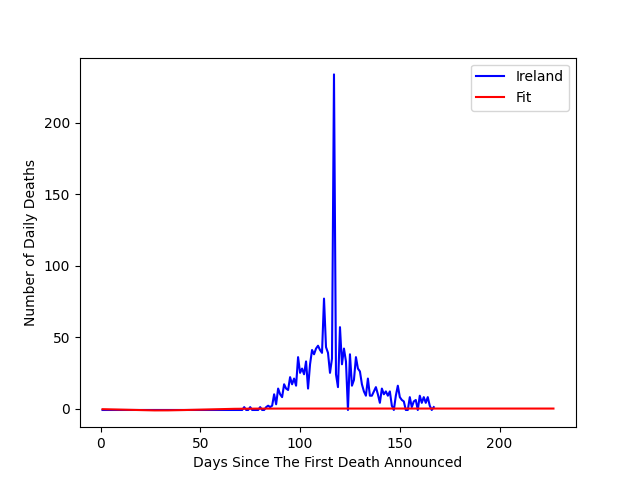 Ireland
Fit
Number of Daily Deaths
200
150
100
50
0
0 50 100 150 200
Days Since The First Death Announced